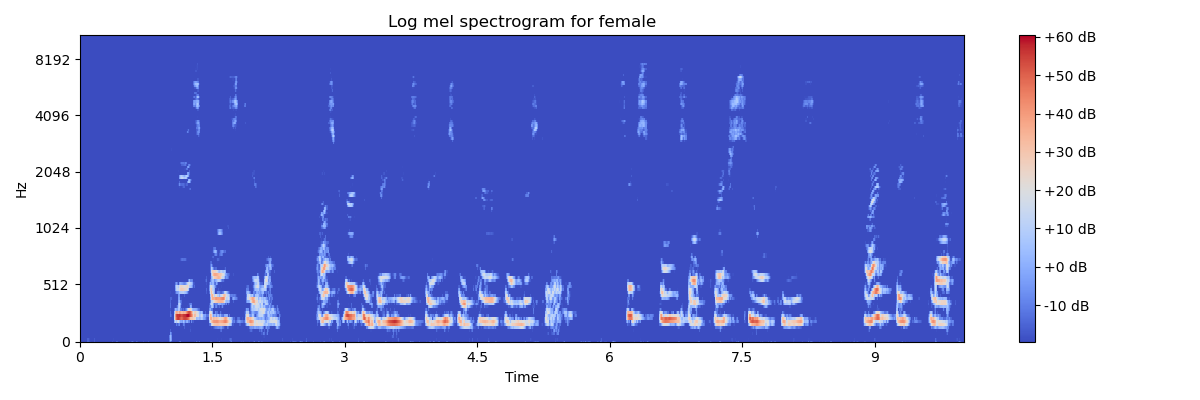 Log mel spectrogram for female
8192
4096
2048
1024
512
0
Hz
0 1.5 3 4.5 6 7.5 9
Time
+60 dB
+50 dB
+40 dB
+30 dB
+20 dB
+10 dB
+0 dB
-10 dB